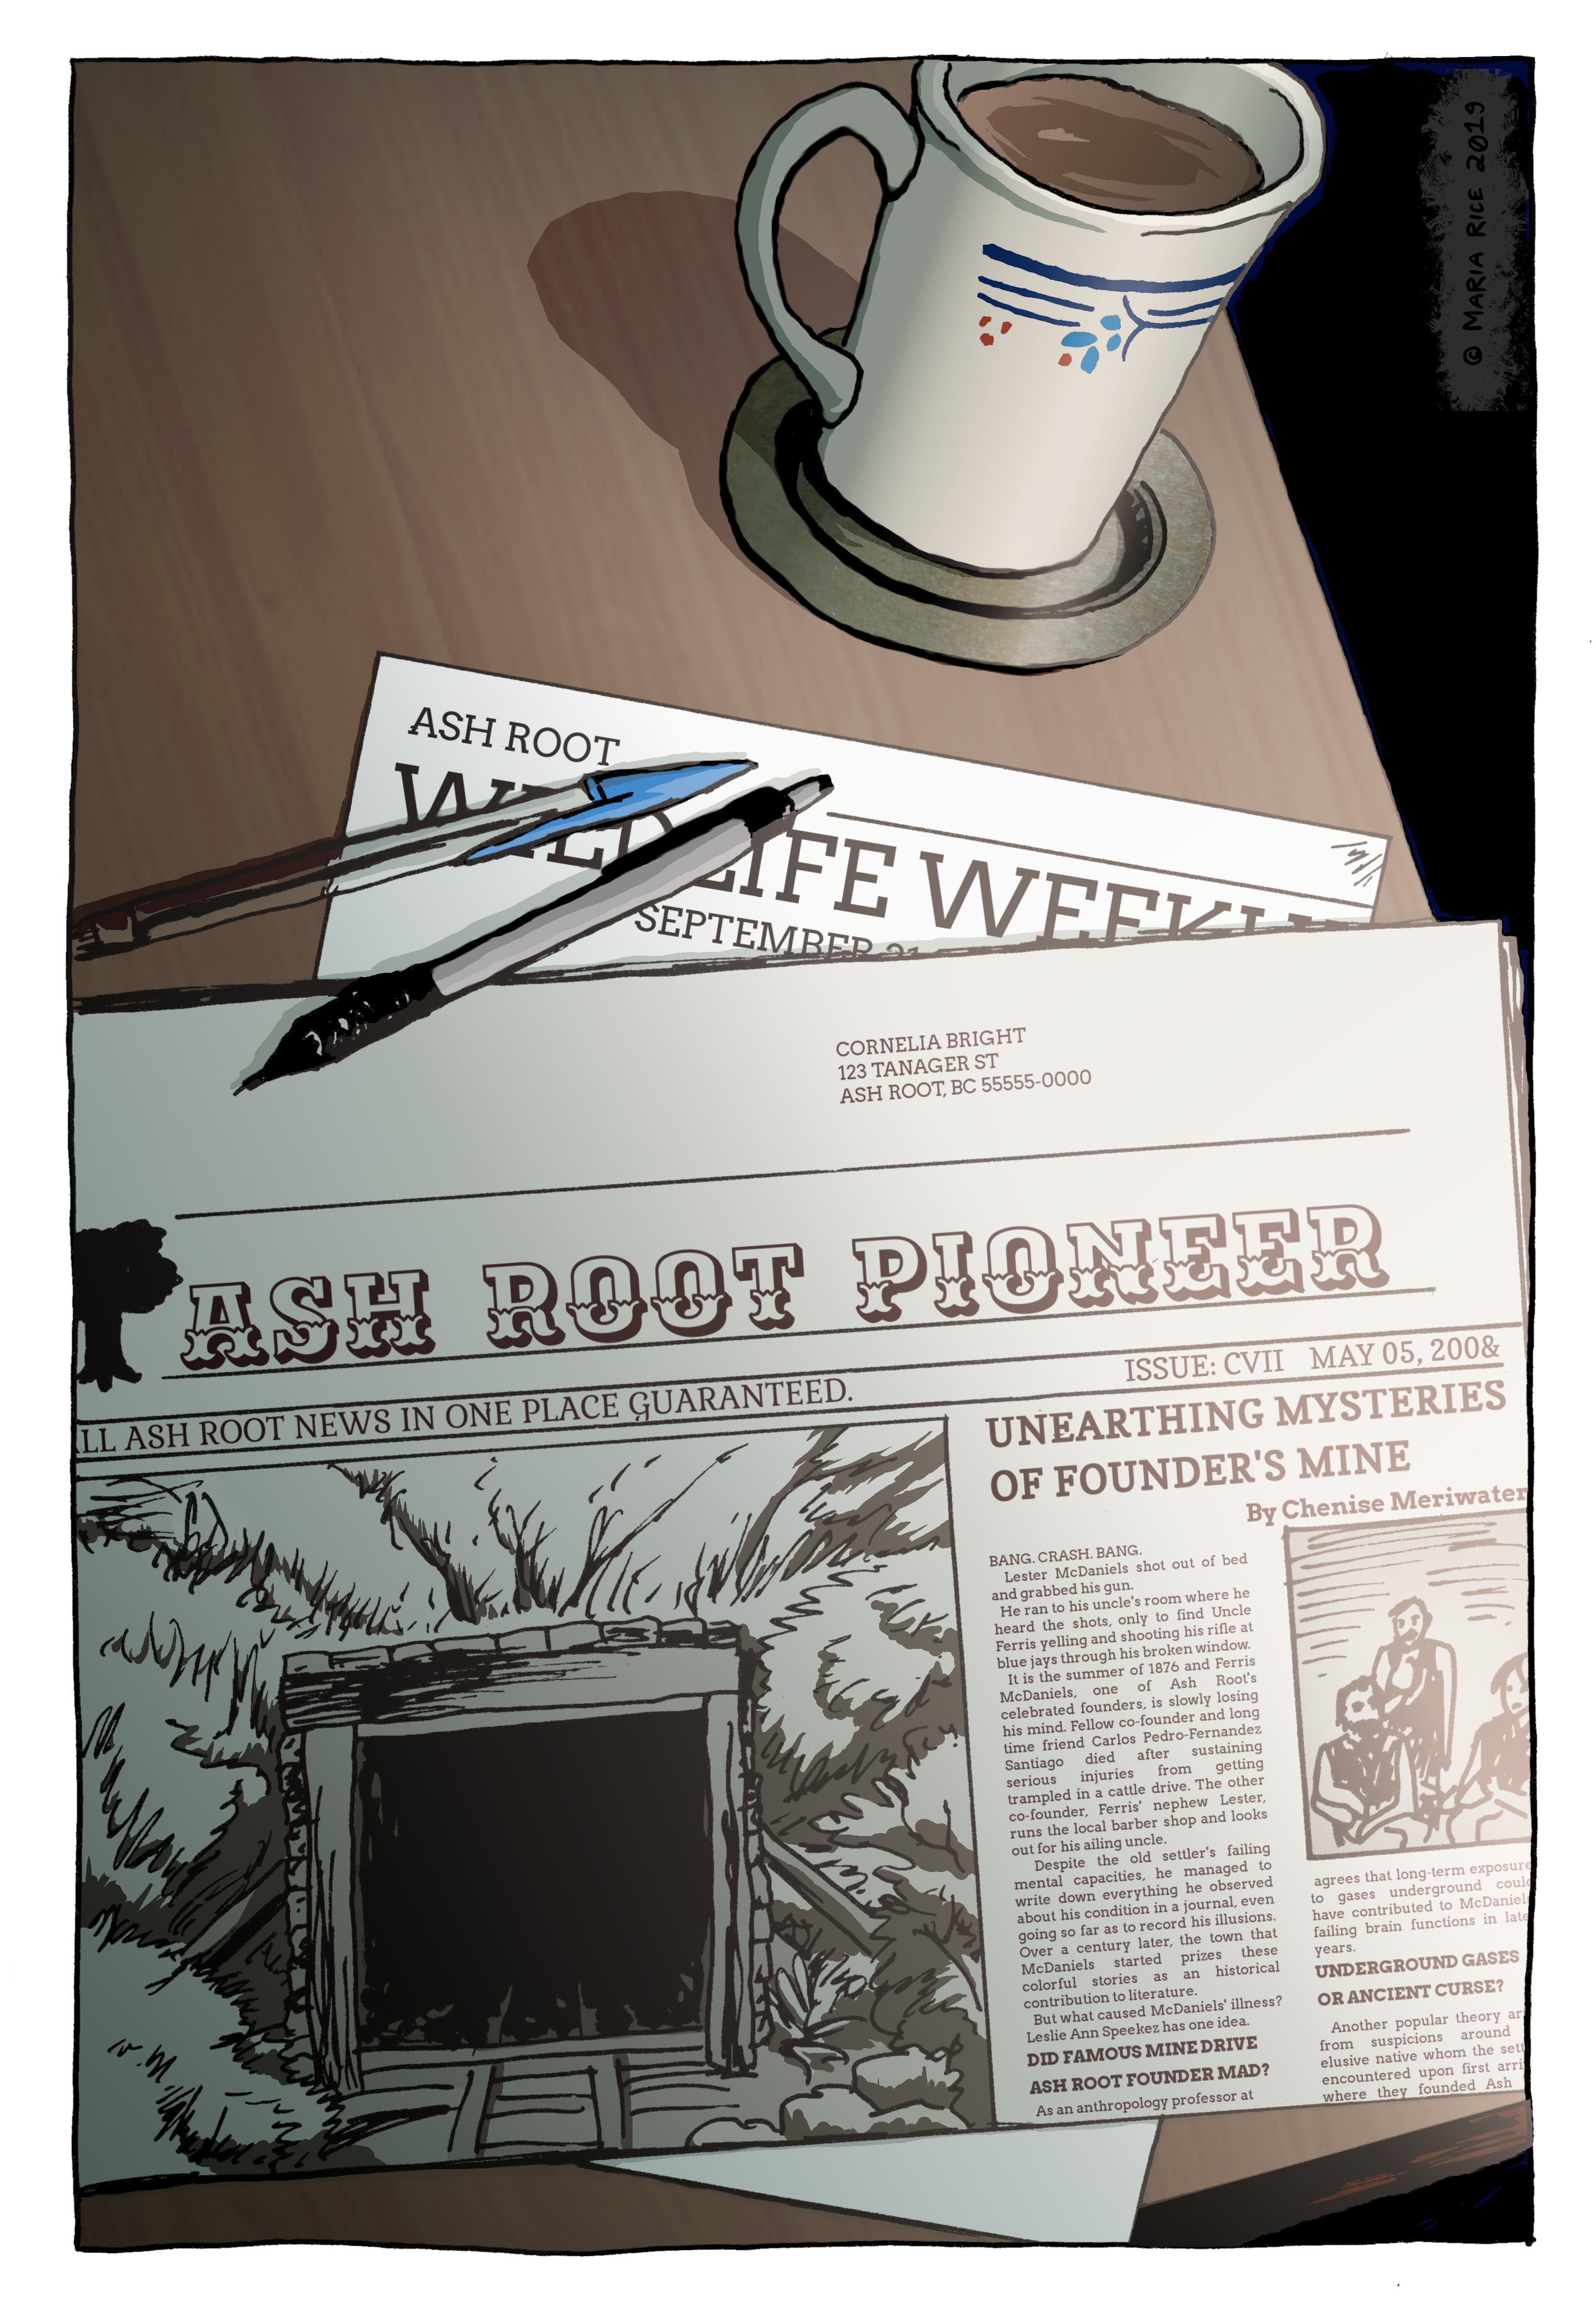 © MARIA RICE 2019
ASH ROOT
WILDLIFE WEEKLY
SEPTEMBER 21
CORNELIA BRIGHT
123 TANAGER ST
ASH ROOT, BC 55555-0000
ASH ROOT PIONEER
ISSUE: CVII MAY 05, 200&
ALL ASH ROOT NEWS IN ONE PLACE GUARANTEED.
UNEARTHING MYSTERIES
OF FOUNDER'S MINE
By Chenise Meriwater
BANG. CRASH. BANG.
Lester McDaniels shot out of bed
and grabbed his gun.
He ran to his uncle's room where he
heard the shots, only to find Uncle
Ferris yelling and shooting his rifle at
blue jays through his broken window.
It is the summer of 1876 and Ferris
McDaniels, one of Ash Root's
celebrated founders, is slowly losing
his mind. Fellow co-founder and long
time friend Carlos Pedro-Fernandez
Santiago died after sustaining
serious injuries from getting
trampled in a cattle drive. The other
co-founder, Ferris' nephew Lester,
runs the local barber shop and looks
out for his ailing uncle.
Despite the old settler's failing
mental capacities, he managed to
write down everything he observed
about his condition in a journal, even
going so far as to record his illusions.
Over a century later, the town that
McDaniels started prizes these
colorful stories as an historical
contribution to literature.
But what caused McDaniels' illness?
Leslie Ann Speekez has one idea.
DID FAMOUS MINE DRIVE
ASH ROOT FOUNDER MAD?
As an anthropology professor at
agrees that long-term exposure
to gases underground could
have contributed to McDaniels
failing brain functions in late
years.
UNDERGROUND GASES
OR ANCIENT CURSE?
Another popular theory
from suspicions around
elusive native whom the
encountered upon first
where they founded Ash